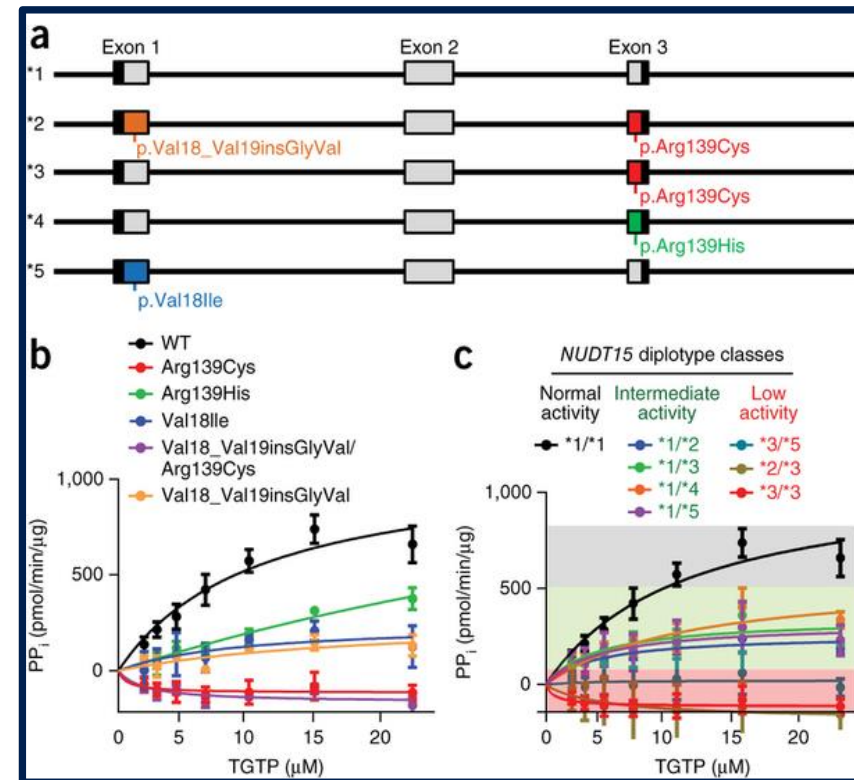 a
Exon 1 Exon 2 Exon 3
*1
*2
p.Val18_Val19insGlyVal p.Arg139Cys
*3
p.Arg139Cys
*4
p.Arg139His
*5
p.Val18Ile
b
WT
Arg139Cys
Arg139His
Val18Ile
Val18_Val19insGlyVal/
Arg139Cys
Val18_Val19insGlyVal
1,000
500
0
PPi (pmol/min/µg)
0 5 10 15 20
TGTP (µM)
c
NUDT15 diplotype classes
Normal activity
Intermediate activity
Low activity
*1/*1
*1/*2
*1/*3
*1/*4
*1/*5
*3/*5
*2/*3
*3/*3
1,000
500
0
PPi (pmol/min/µg)
0 5 10 15 20
TGTP (µM)